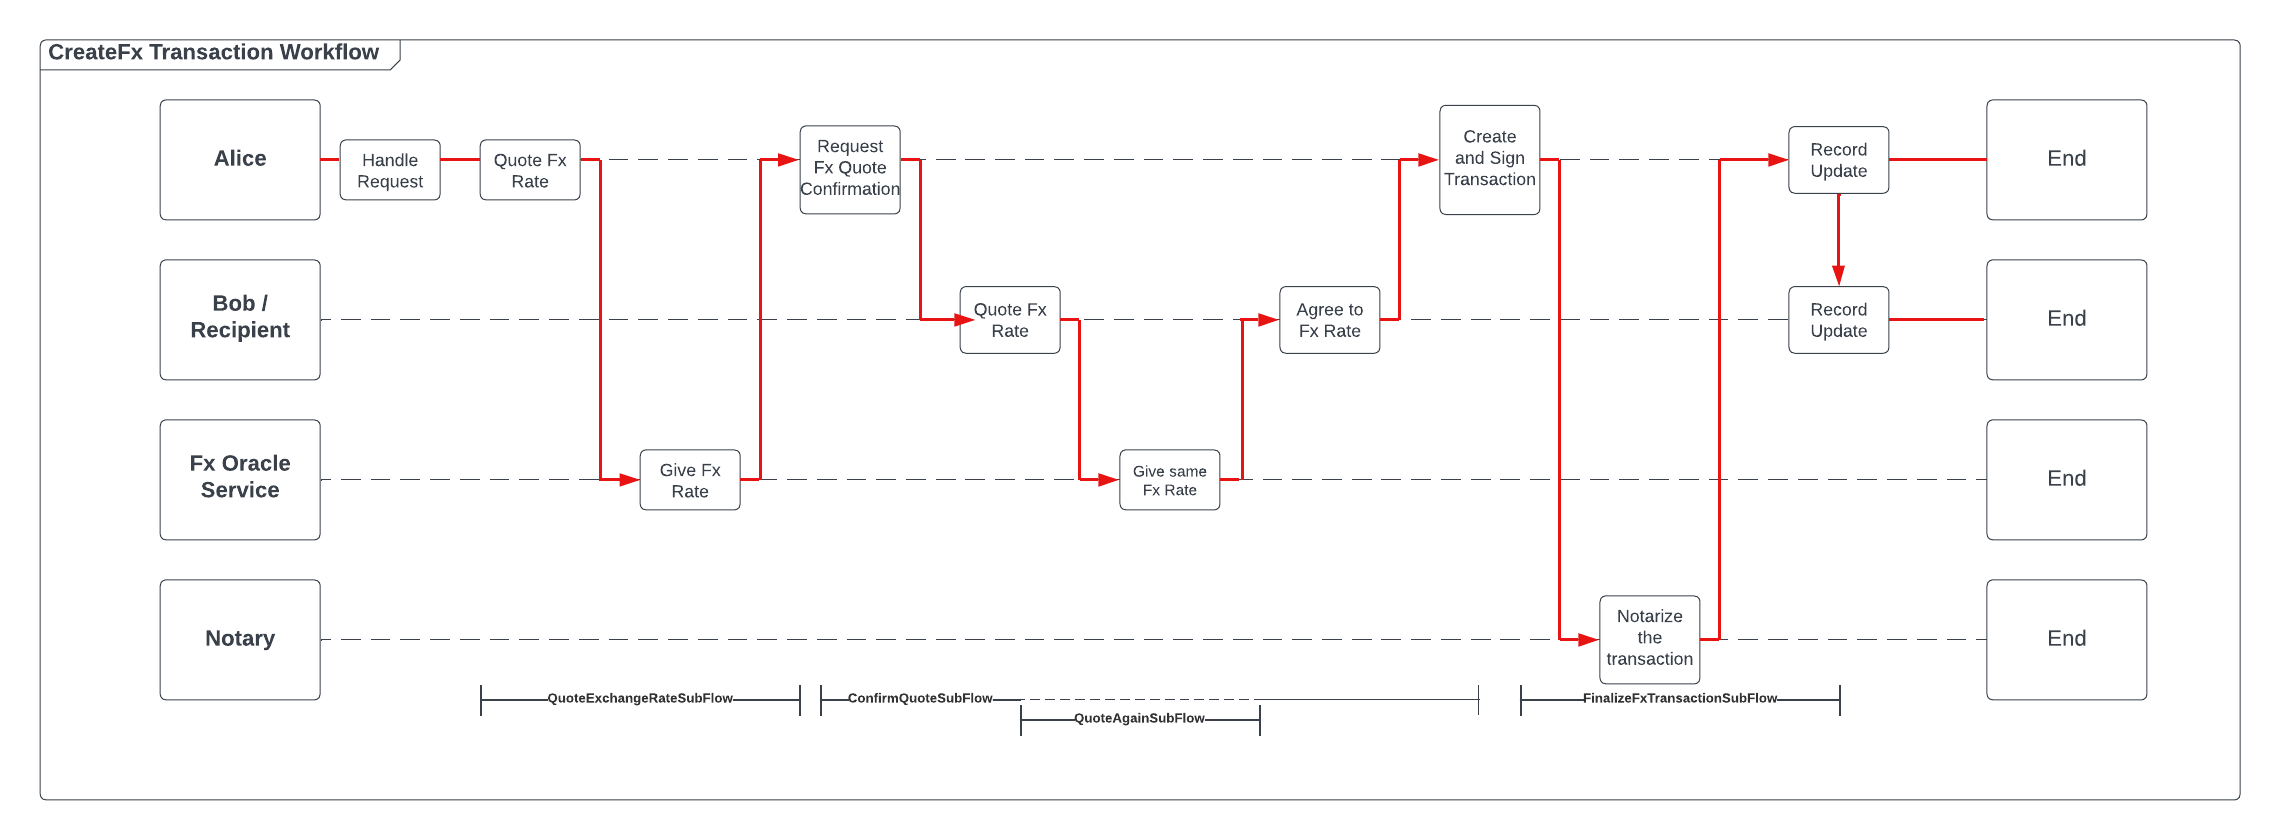 CreateFx Transaction Workflow
Alice
Handle
Request
Quote Fx
Rate
Request
Fx Quote
Confirmation
Create
and Sign
Transaction
Record
Update
End
Bob /
Recipient
Quote Fx
Rate
Agree to
Fx Rate
Record
Update
End
Fx Oracle
Service
Give Fx
Rate
Give same
Fx Rate
End
Notary
Notarize
the
transaction
End
QuoteExchangeRateSubFlow
ConfirmQuoteSubFlow
FinalizeFxTransactionSubFlow
QuoteAgainSubFlow